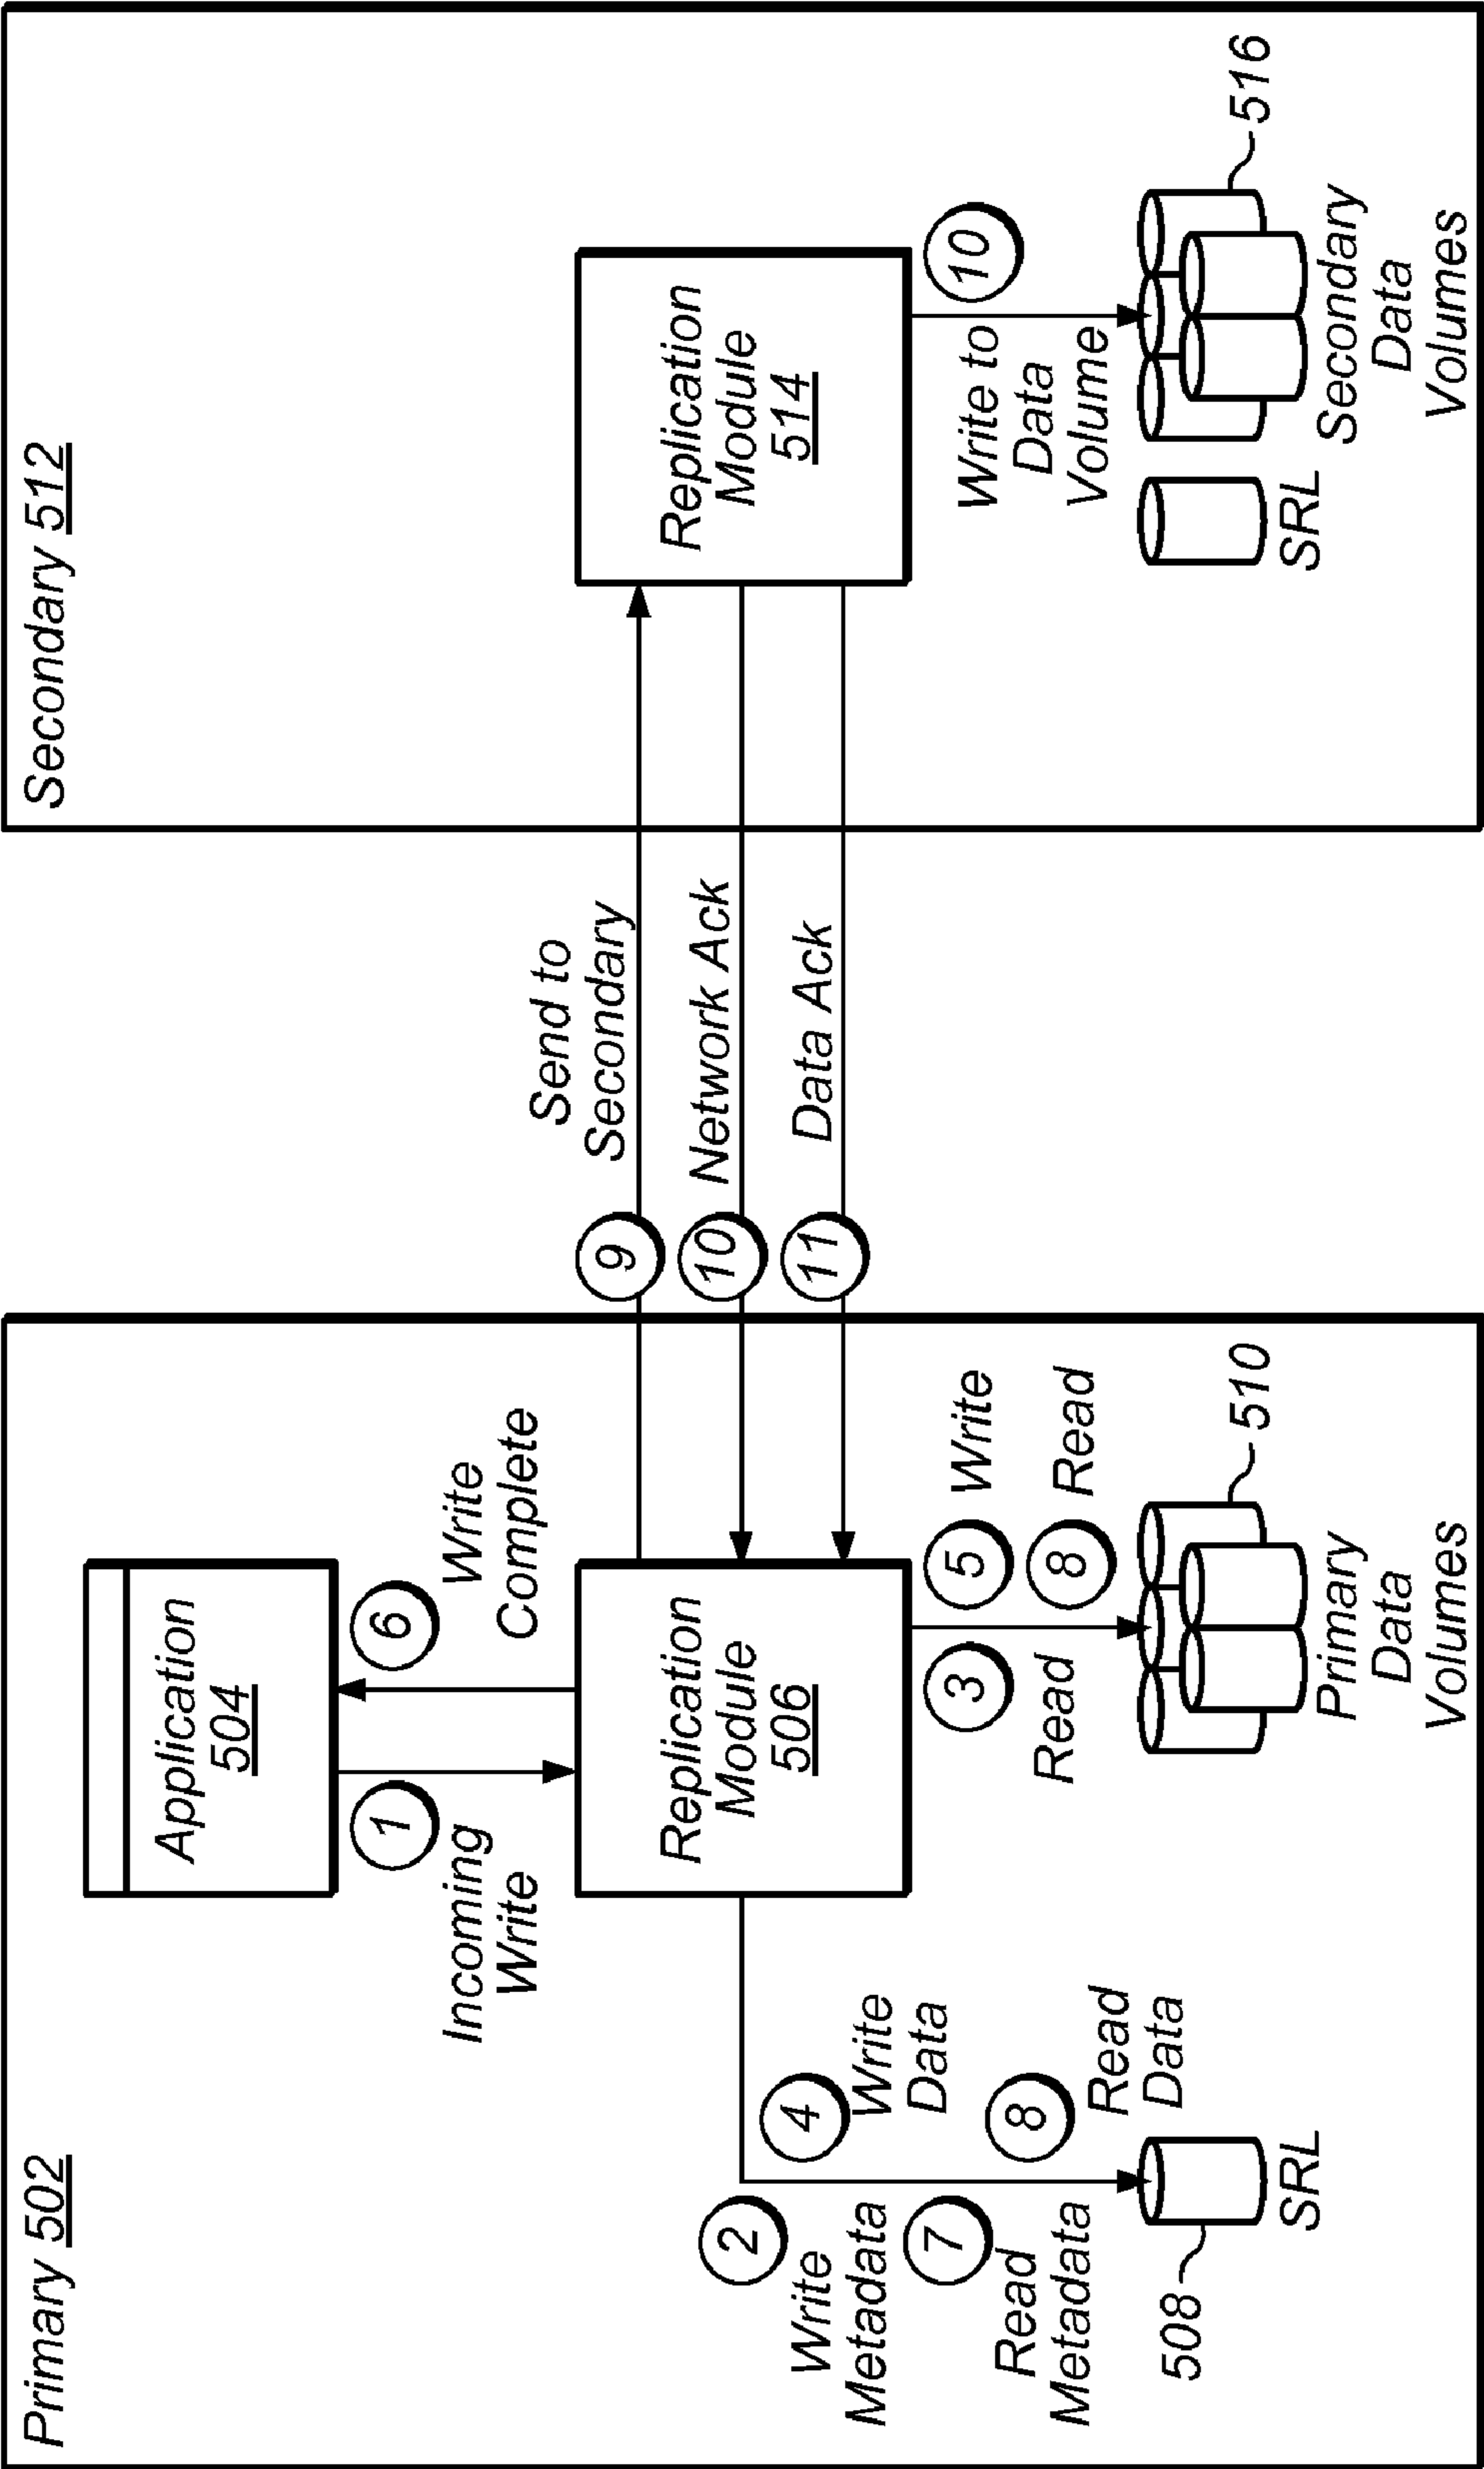 Primary 502
Application
504
1
Incoming
Write
6
Write
Complete
Replication
Module
506
2
Write
Metadata
4
Write
Data
7
Read
Metadata
8
Read
Data
508
SRL
3
Read
5
Write
8
Read
510
Primary
Data
Volumes
9
Send to
Secondary
10
Network Ack
11
Data Ack
Secondary 512
Replication
Module
514
10
Write to
Data
Volume
SRL
516
Secondary
Data
Volumes